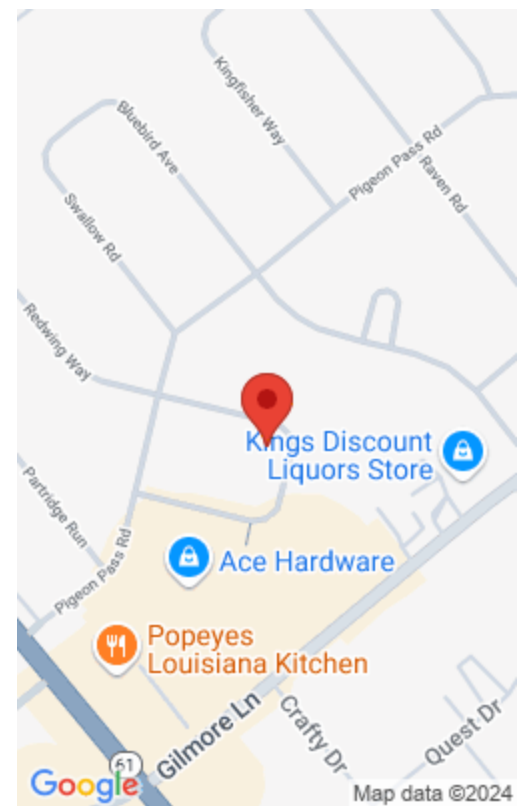 Kingfisher Way
Bluebird Ave
Pigeon Pass Rd
Raven Rd
Swallow Rd
Redwing Way
Kings Discount
Liquors Store
Partridge Run
Ace Hardware
Pigeon Pass Rd
Popeyes
Louisiana Kitchen
61
Gilmore Ln
Crafty Dr
Quest Dr
Google
Map data ©2024